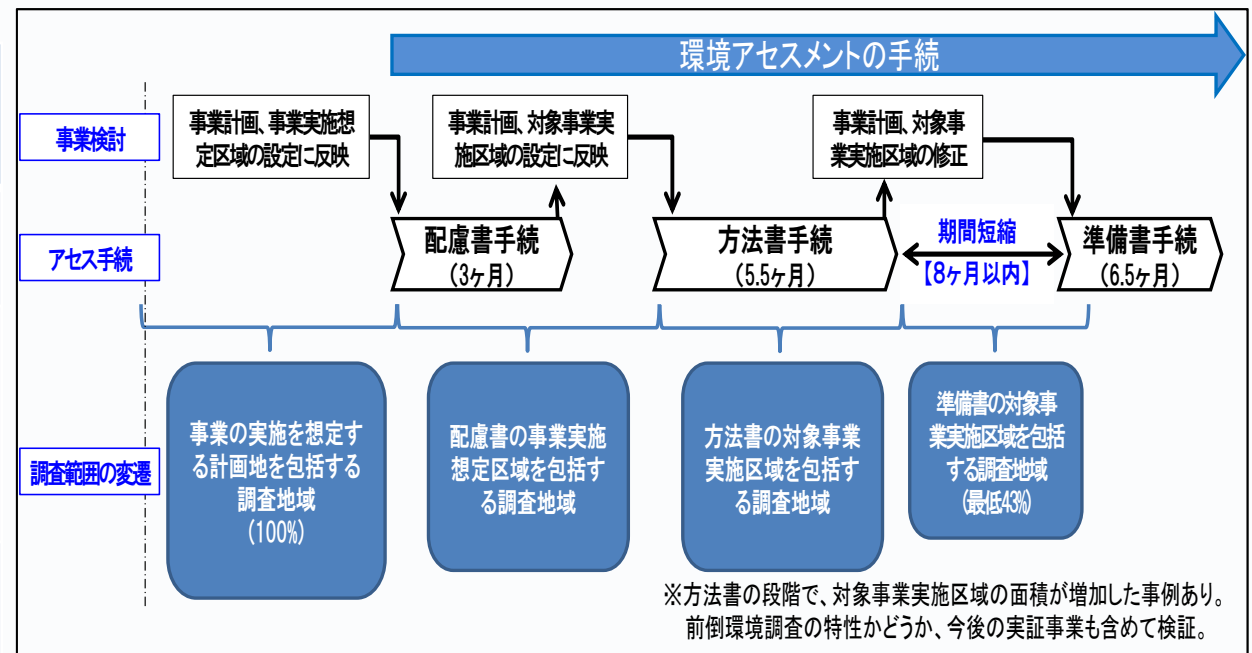 環境アセスメントの手続
事業検討
事業計画、事業実施想
定区域の設定に反映
事業計画、対象事業実
施区域の設定に反映
事業計画、対象事
業実施区域の修正
アセス手続
配慮書手続
(3ヶ月)
方法書手続
(5.5ヶ月)
期間短縮
【8ヶ月以内】
準備書手続
(6.5ヶ月)
調査範囲の変遷
事業の実施を想定す
る計画地を包括する
調査地域
(100%)
配慮書の事業実施
想定区域を包括す
る調査地域
方法書の対象事業
実施区域を包括す
る調査地域
準備書の対象事
業実施区域を包括
する調査地域
(最低43%)
※方法書の段階で、対象事業実施区域の面積が増加した事例あり。
前倒環境調査の特性かどうか、今後の実証事業も含めて検証。